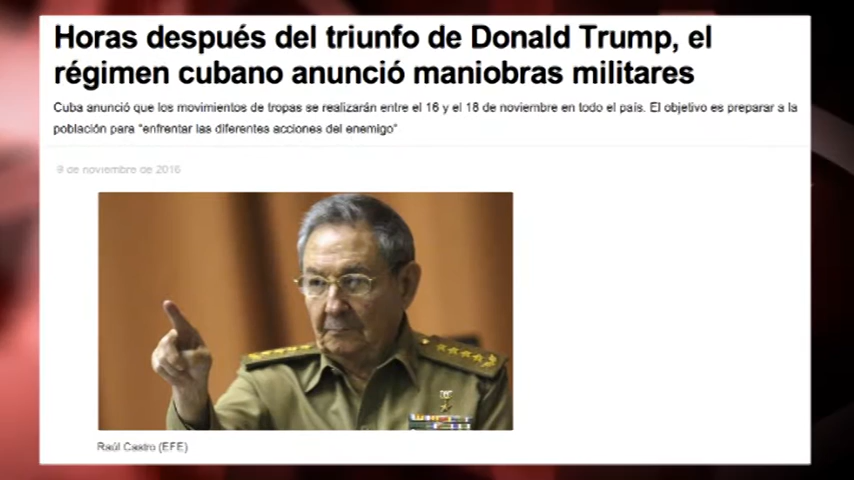 Horas después del triunfo de Donald Trump, el
régimen cubano anunció maniobras militares
Cuba anunció que los movimientos de tropas se realizarán entre el 16 y el 18 de noviembre en todo el país. El objetivo es preparar a la
población para "enfrentar las diferentes acciones del enemigo"
9 de noviembre de 2016
Raúl Castro (EFE)